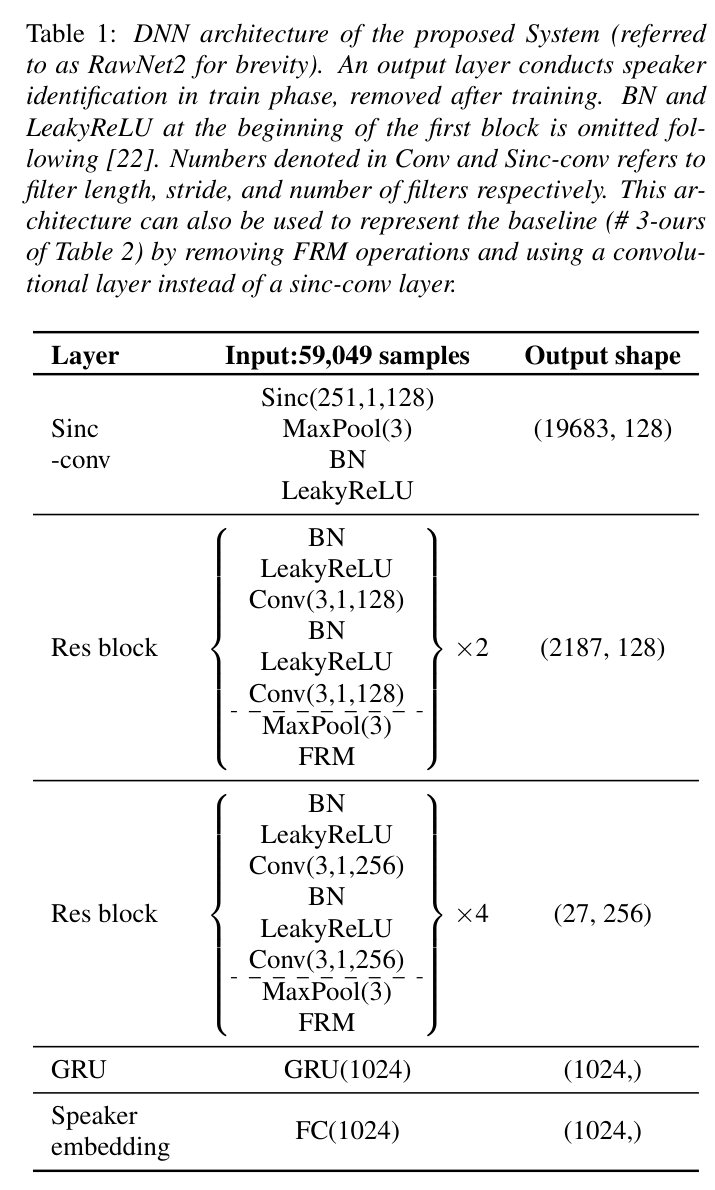 Table 1: DNN architecture of the proposed System (referred
to as RawNet2 for brevity). An output layer conducts speaker
identification in train phase, removed after training. BN and
LeakyReLU at the beginning of the first block is omitted fol-
lowing [22]. Numbers denoted in Conv and Sinc-conv refers to
filter length, stride, and number of filters respectively. This ar-
chitecture can also be used to represent the baseline (# 3-ours
of Table 2) by removing FRM operations and using a convolu-
tional layer instead of a sinc-conv layer.
Layer Input:59,049 samples Output shape
Sinc(251,1,128)
Sinc MaxPool(3) (19683, 128)
-conv BN
LeakyReLU
BN
LeakyReLU
Conv(3,1,128)
BN
Res block LeakyReLU ×2 (2187, 128)
Conv(3,1,128)
MaxPool(3)
FRM
BN
LeakyReLU
Conv(3,1,256)
BN
Res block LeakyReLU ×4 (27, 256)
Conv(3,1,256)
MaxPool(3)
FRM
GRU GRU(1024) (1024,)
Speaker
embedding FC(1024) (1024,)